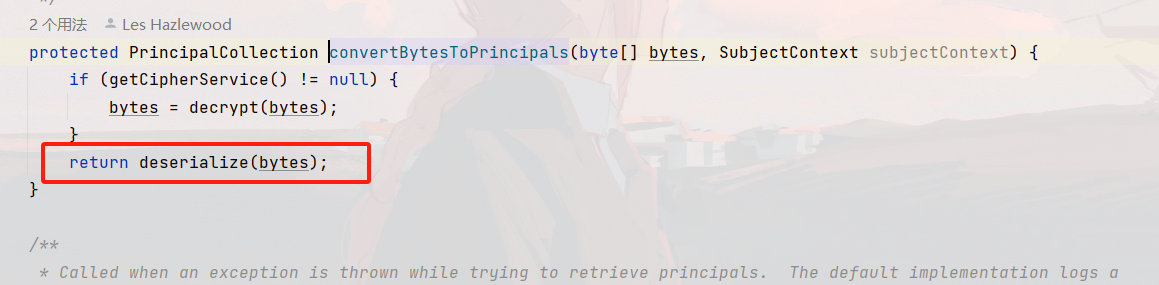 */
2 个用法 Les Hazlewood
protected PrincipalCollection convertBytesToPrincipals(byte[] bytes, SubjectContext subjectContext) {
if (getCipherService() != null) {
bytes = decrypt(bytes);
}
return deserialize(bytes);
}
/**
* Called when an exception is thrown while trying to retrieve principals.  The default implementation logs a